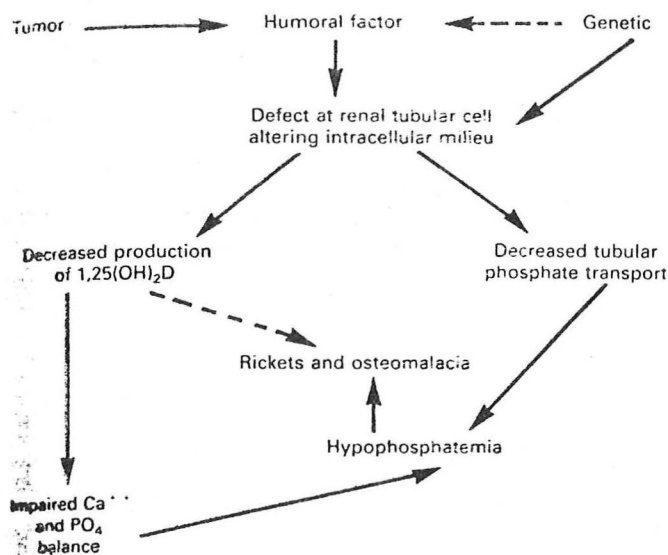 Tumor
Humoral factor
Genetic
Defect at renal tubular cell
altering intracellular milieu
Decreased production
of 1,25(OH)₂D
Decreased tubular
phosphate transport
Rickets and osteomalacia
Hypophosphatemia
Impaired Ca⁺⁺
and PO₄
balance